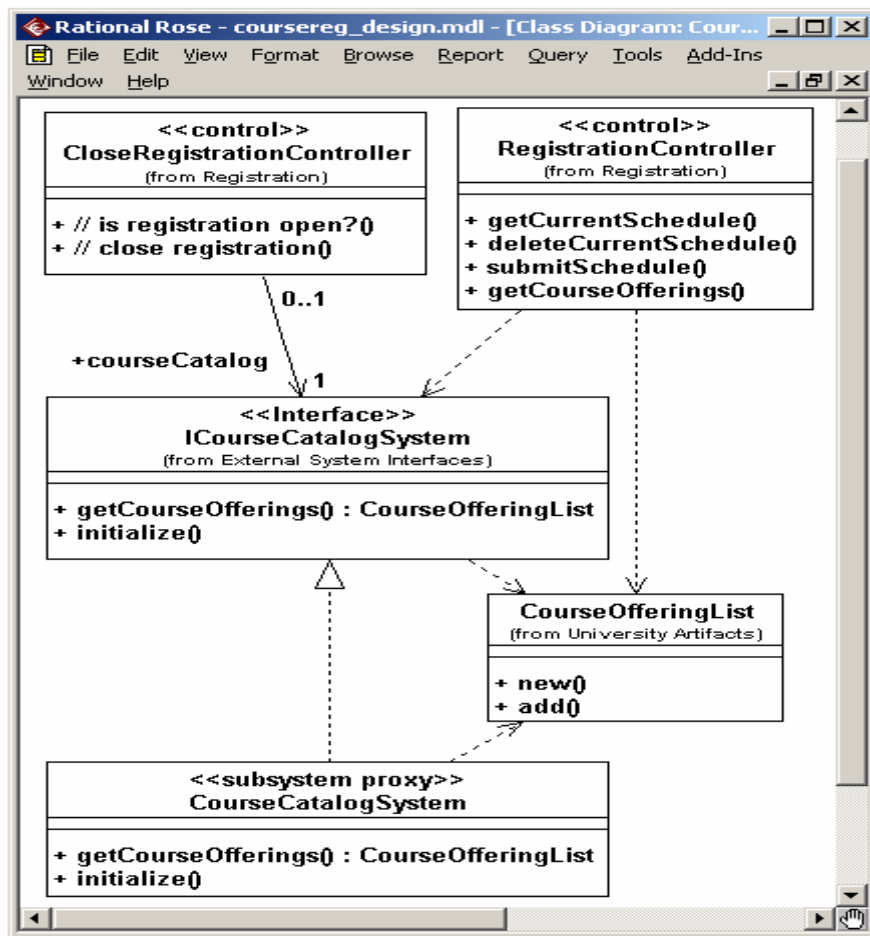 Rational Rose - coursereg_design.mdl - [Class Diagram: Cour...
File Edit View Format Browse Report Query Tools Add-Ins
Window Help
<<control>>
CloseRegistrationController
(from Registration)
+ // is registration open?()
+ // close registration()
<<control>>
RegistrationController
(from Registration)
+ getCurrentSchedule()
+ deleteCurrentSchedule()
+ submitSchedule()
+ getCourseOfferings()
0..1
+courseCatalog
1
<<Interface>>
ICourseCatalogSystem
(from External System Interfaces)
+ getCourseOfferings() : CourseOfferingList
+ initialize()
CourseOfferingList
(from University Artifacts)
+ new()
+ add()
<<subsystem proxy>>
CourseCatalogSystem
+ getCourseOfferings() : CourseOfferingList
+ initialize()